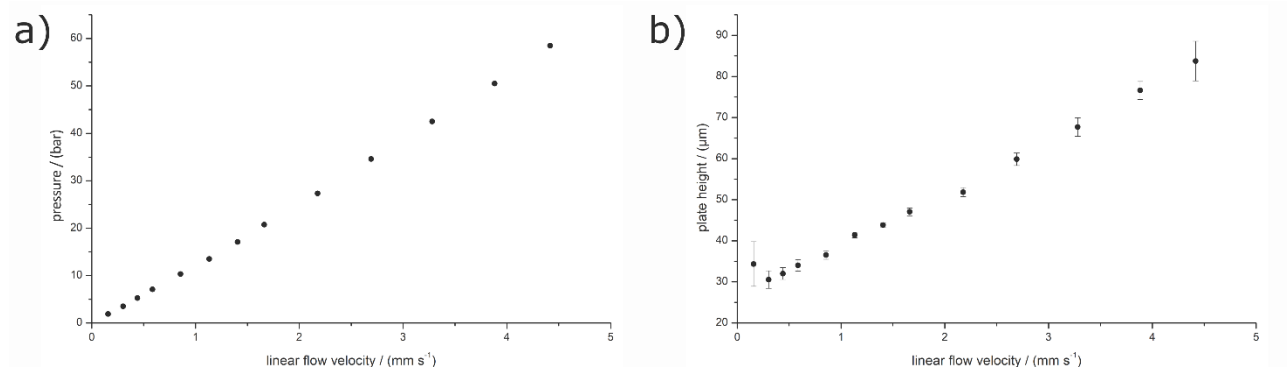 a)
60
50
40
30
20
10
0
pressure / (bar)
0 1 2 3 4 5
linear flow velocity / (mm s⁻¹)
b)
90
80
70
60
50
40
30
20
plate height / (μm)
0 1 2 3 4 5
linear flow velocity / (mm s⁻¹)